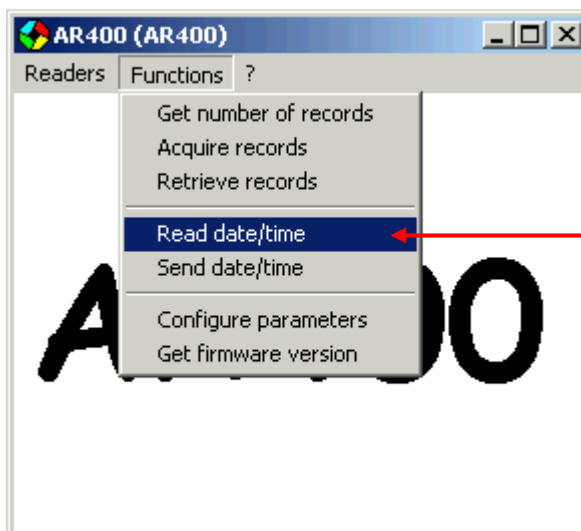 AR400 (AR400)
Readers Functions ?
Get number of records
Acquire records
Retrieve records
Read date/time
Send date/time
Configure parameters
Get firmware version